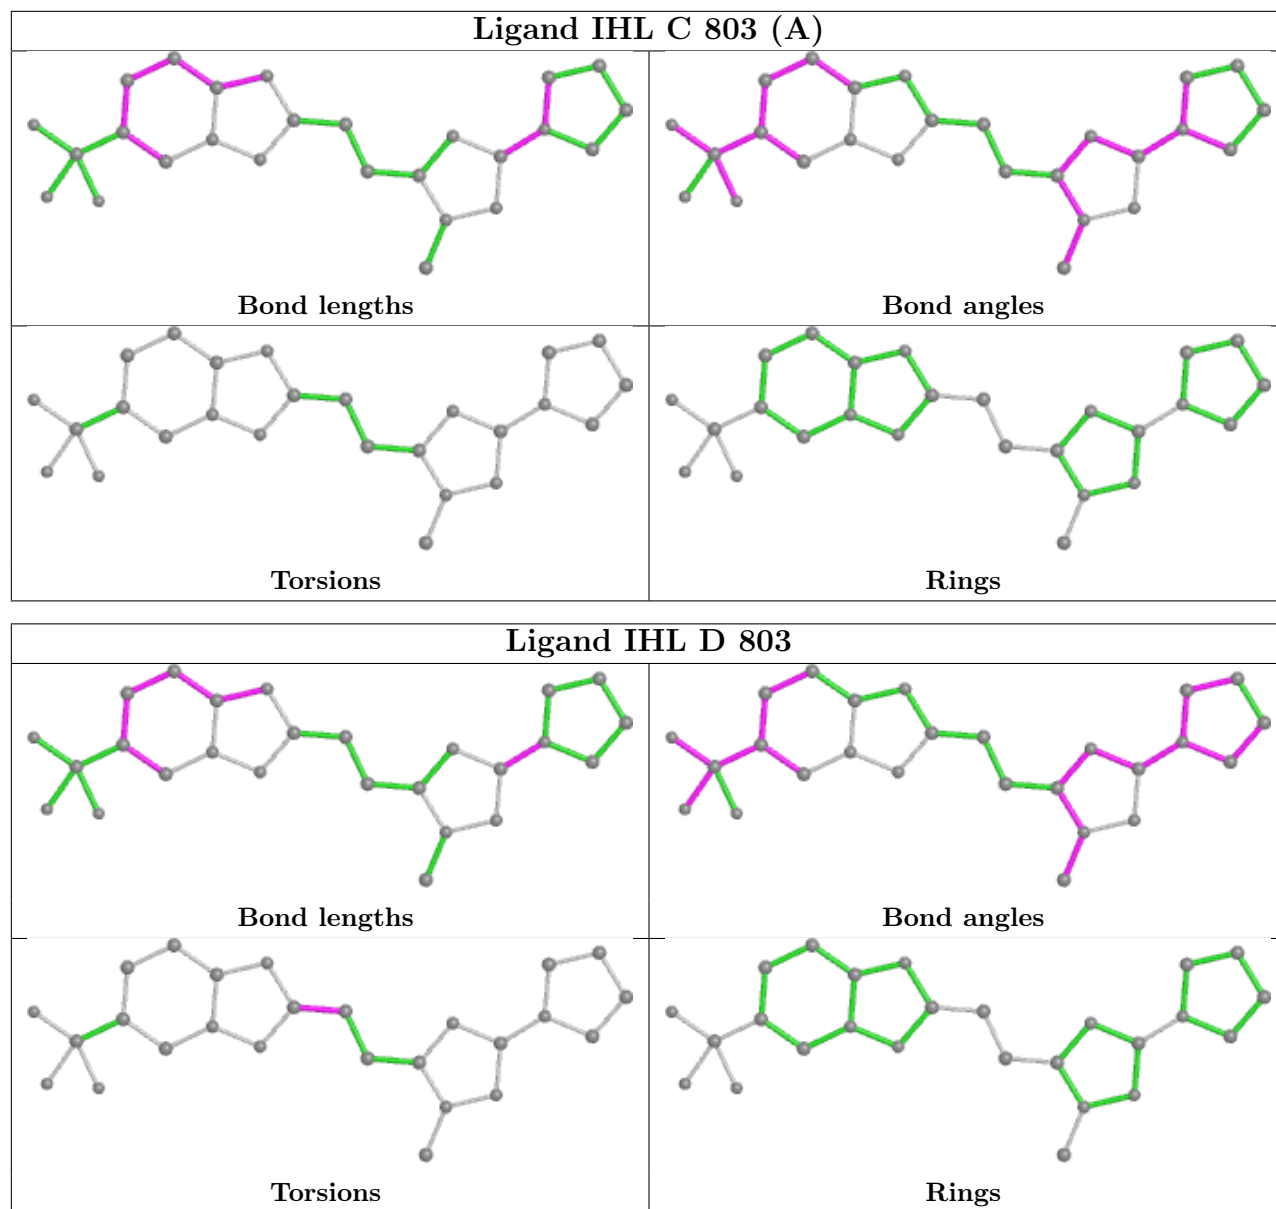 Ligand IHL C 803 (A)
Bond lengths
Bond angles
Torsions
Rings
Ligand IHL D 803
Bond lengths
Bond angles
Torsions
Rings